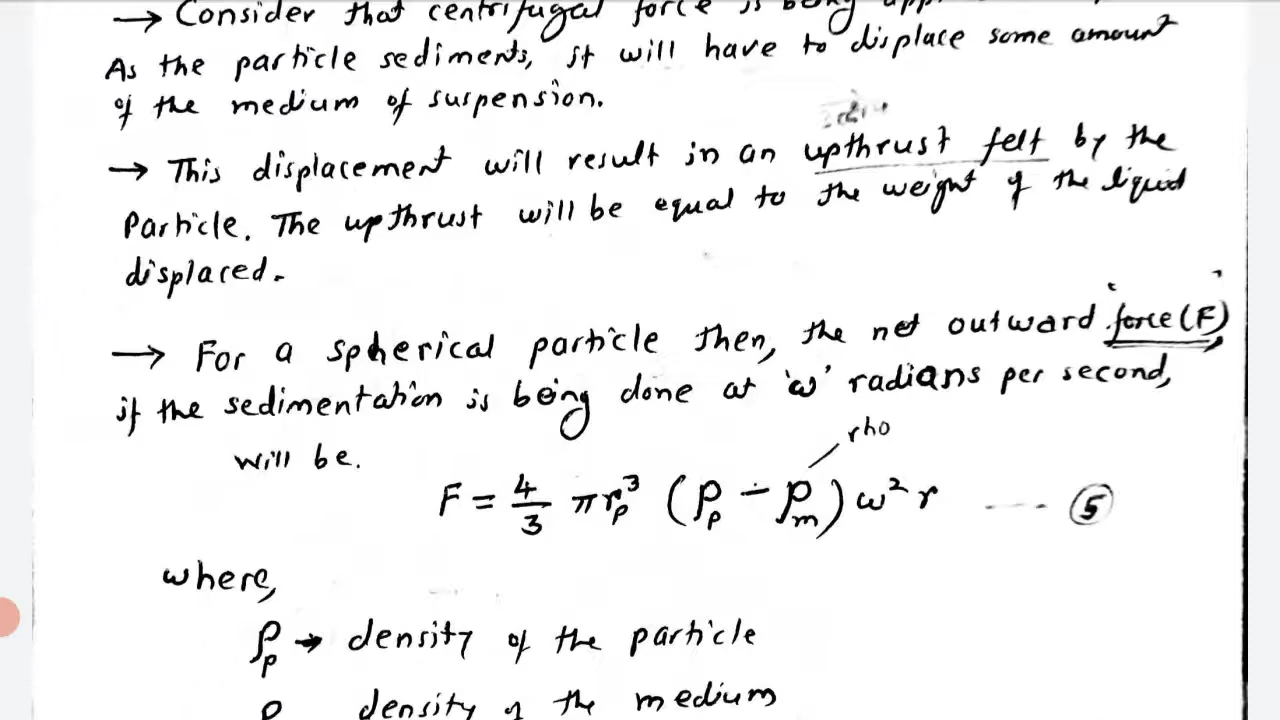 → Consider that centrifugal force is being
As the particle sediments, it will have to displace some amount
of the medium of suspension.
→ This displacement will result in an upthrust felt by the
Particle. The upthrust will be equal to the weight of the liquid
displaced.
→ For a spherical particle then, the net outward force (F)
if the sedimentation is being done at 'ω' radians per second,
will be.
rho
F = 4/3 π r_p^3 (ρ_p - ρ_m) ω² r ---- ⑤
where,
ρ_p → density of the particle
ρ density of the medium